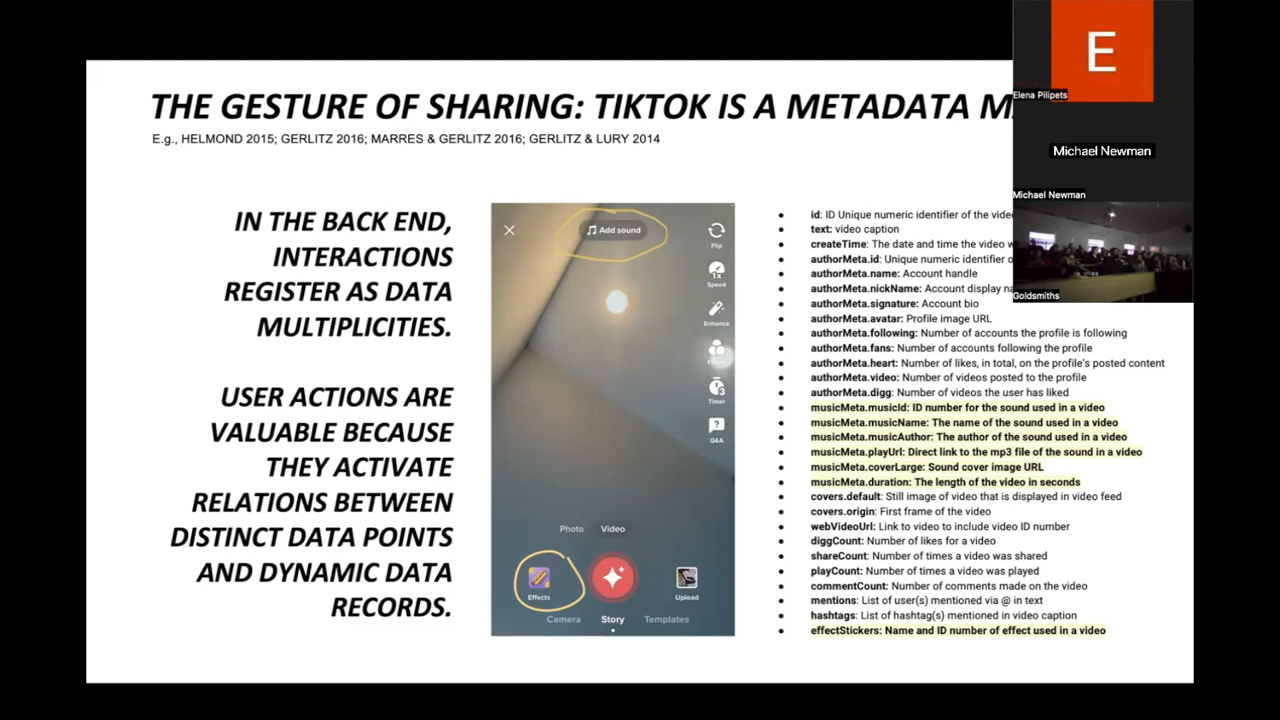 THE GESTURE OF SHARING: TIKTOK IS A METADATA
E.g., HELMOND 2015; GERLITZ 2016; MARRES & GERLITZ 2016; GERLITZ & LURY 2014
IN THE BACK END,
INTERACTIONS
REGISTER AS DATA
MULTIPLICITIES.
USER ACTIONS ARE
VALUABLE BECAUSE
THEY ACTIVATE
RELATIONS BETWEEN
DISTINCT DATA POINTS
AND DYNAMIC DATA
RECORDS.
Add sound
Flip
1x
Speed
Enhance
Timer
Q&A
Photo Video
Effects
Upload
Camera Story Templates
id: ID Unique numeric identifier of the
text: video caption
createTime: The date and time the video
authorMeta.id: Unique numeric identifier
authorMeta.name: Account handle
authorMeta.nickName: Account display
authorMeta.signature: Account bio
authorMeta.avatar: Profile image URL
authorMeta.following: Number of accounts the profile is following
authorMeta.fans: Number of accounts following the profile
authorMeta.heart: Number of likes, in total, on the profile's posted content
authorMeta.video: Number of videos posted to the profile
authorMeta.digg: Number of videos the user has liked
musicMeta.musicId: ID number for the sound used in a video
musicMeta.musicName: The name of the sound used in a video
musicMeta.musicAuthor: The author of the sound used in a video
musicMeta.playUrl: Direct link to the mp3 file of the sound in a video
musicMeta.coverLarge: Sound cover image URL
musicMeta.duration: The length of the video in seconds
covers.default: Still image of video that is displayed in video feed
covers.origin: First frame of the video
webVideoUrl: Link to video to include video ID number
diggCount: Number of likes for a video
shareCount: Number of times a video was shared
playCount: Number of times a video was played
commentCount: Number of comments made on the video
mentions: List of user(s) mentioned via @ in text
hashtags: List of hashtag(s) mentioned in video caption
effectStickers: Name and ID number of effect used in a video
E
Elena Pilipets
Michael Newman
Michael Newman
Goldsmiths